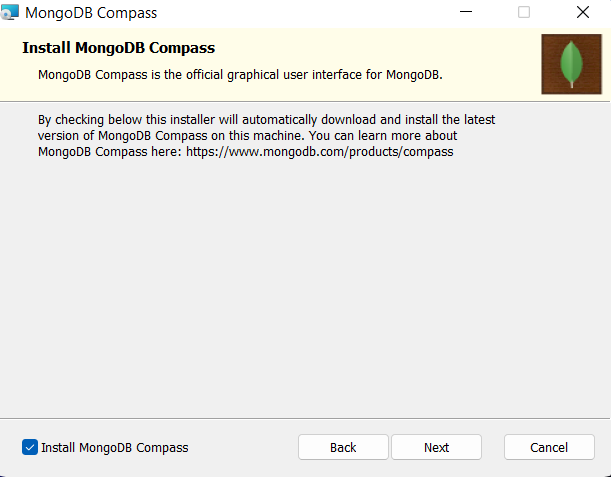 MongoDB Compass
Install MongoDB Compass
MongoDB Compass is the official graphical user interface for MongoDB.
By checking below this installer will automatically download and install the latest
version of MongoDB Compass on this machine. You can learn more about
MongoDB Compass here: https://www.mongodb.com/products/compass
Install MongoDB Compass
Back
Next
Cancel